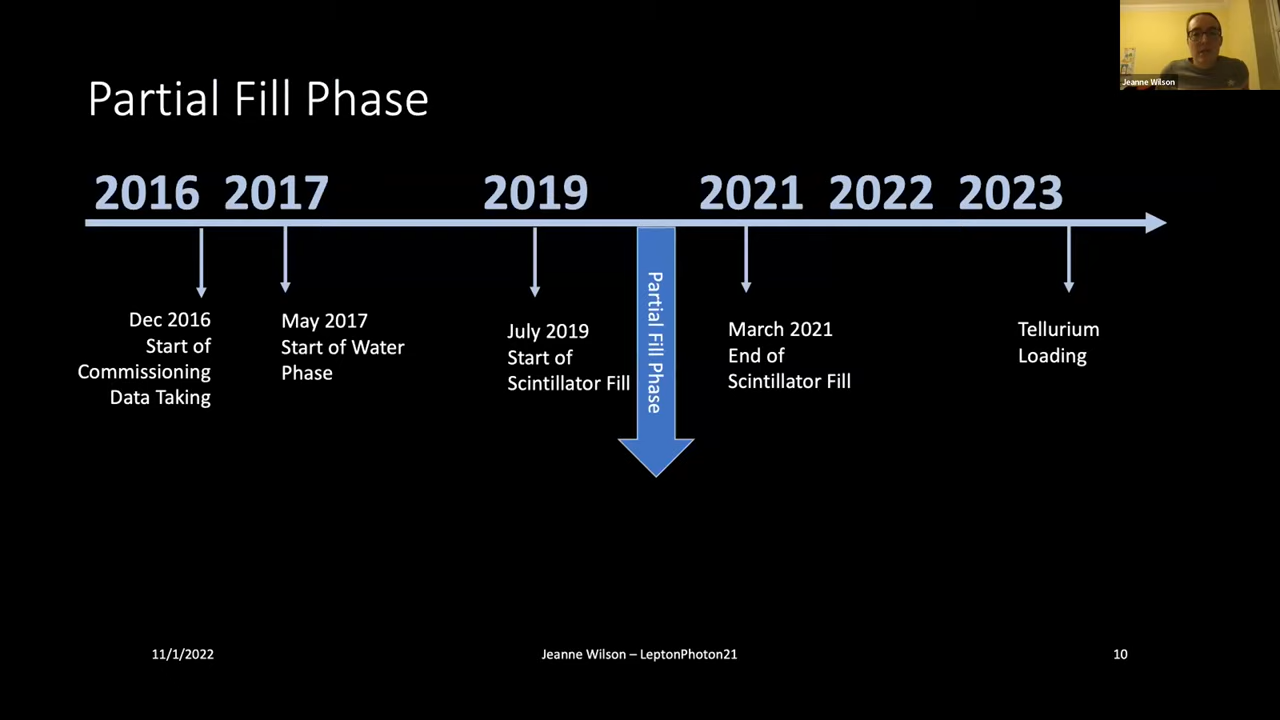 Jeanne Wilson
Partial Fill Phase
2016 2017 2019 2021 2022 2023
Dec 2016
Start of
Commissioning
Data Taking
May 2017
Start of Water
Phase
July 2019
Start of
Scintillator Fill
Partial Fill Phase
March 2021
End of
Scintillator Fill
Tellurium
Loading
11/1/2022
Jeanne Wilson – LeptonPhoton21
10